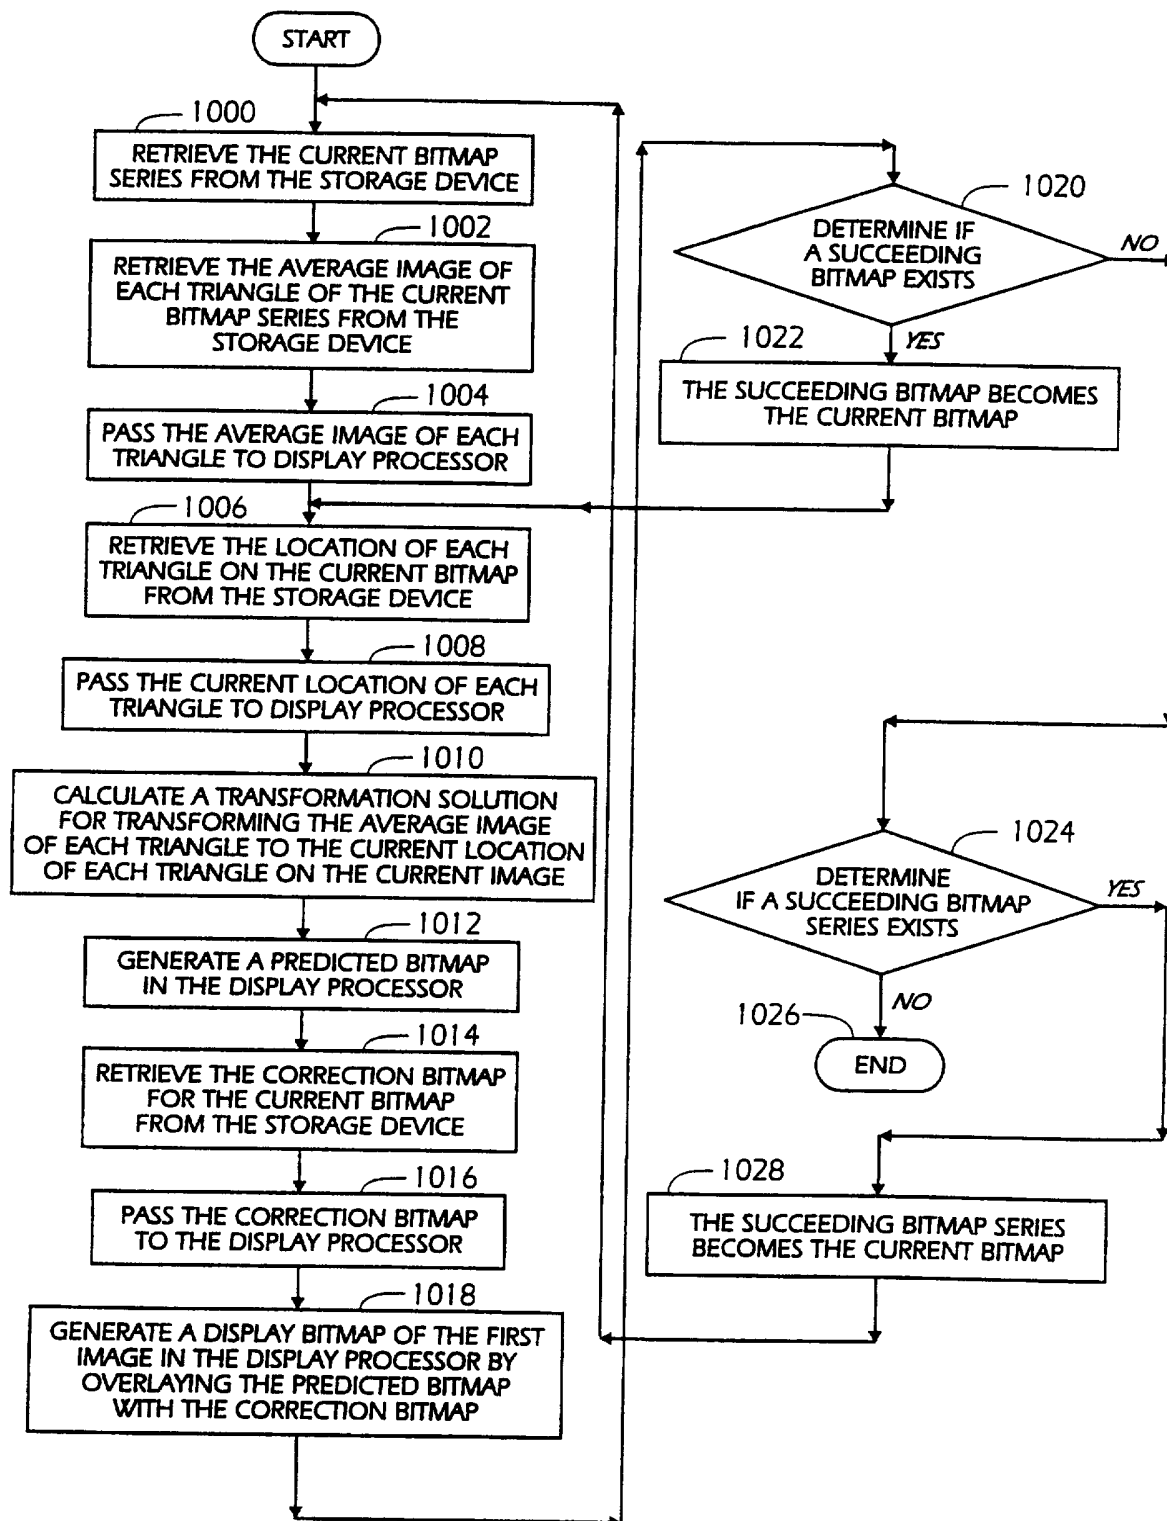 START
1000
RETRIEVE THE CURRENT BITMAP
SERIES FROM THE STORAGE DEVICE
1002
RETRIEVE THE AVERAGE IMAGE OF
EACH TRIANGLE OF THE CURRENT
BITMAP SERIES FROM THE
STORAGE DEVICE
1004
PASS THE AVERAGE IMAGE OF EACH
TRIANGLE TO DISPLAY PROCESSOR
1006
RETRIEVE THE LOCATION OF EACH
TRIANGLE ON THE CURRENT BITMAP
FROM THE STORAGE DEVICE
1008
PASS THE CURRENT LOCATION OF EACH
TRIANGLE TO DISPLAY PROCESSOR
1010
CALCULATE A TRANSFORMATION SOLUTION
FOR TRANSFORMING THE AVERAGE IMAGE
OF EACH TRIANGLE TO THE CURRENT LOCATION
OF EACH TRIANGLE ON THE CURRENT IMAGE
1012
GENERATE A PREDICTED BITMAP
IN THE DISPLAY PROCESSOR
1014
RETRIEVE THE CORRECTION BITMAP
FOR THE CURRENT BITMAP
FROM THE STORAGE DEVICE
1016
PASS THE CORRECTION BITMAP
TO THE DISPLAY PROCESSOR
1018
GENERATE A DISPLAY BITMAP OF THE FIRST
IMAGE IN THE DISPLAY PROCESSOR BY
OVERLAYING THE PREDICTED BITMAP
WITH THE CORRECTION BITMAP
1020
DETERMINE IF
A SUCCEEDING
BITMAP EXISTS
NO
YES
1022
THE SUCCEEDING BITMAP BECOMES
THE CURRENT BITMAP
1024
DETERMINE
IF A SUCCEEDING BITMAP
SERIES EXISTS
YES
NO
1026
END
1028
THE SUCCEEDING BITMAP SERIES
BECOMES THE CURRENT BITMAP